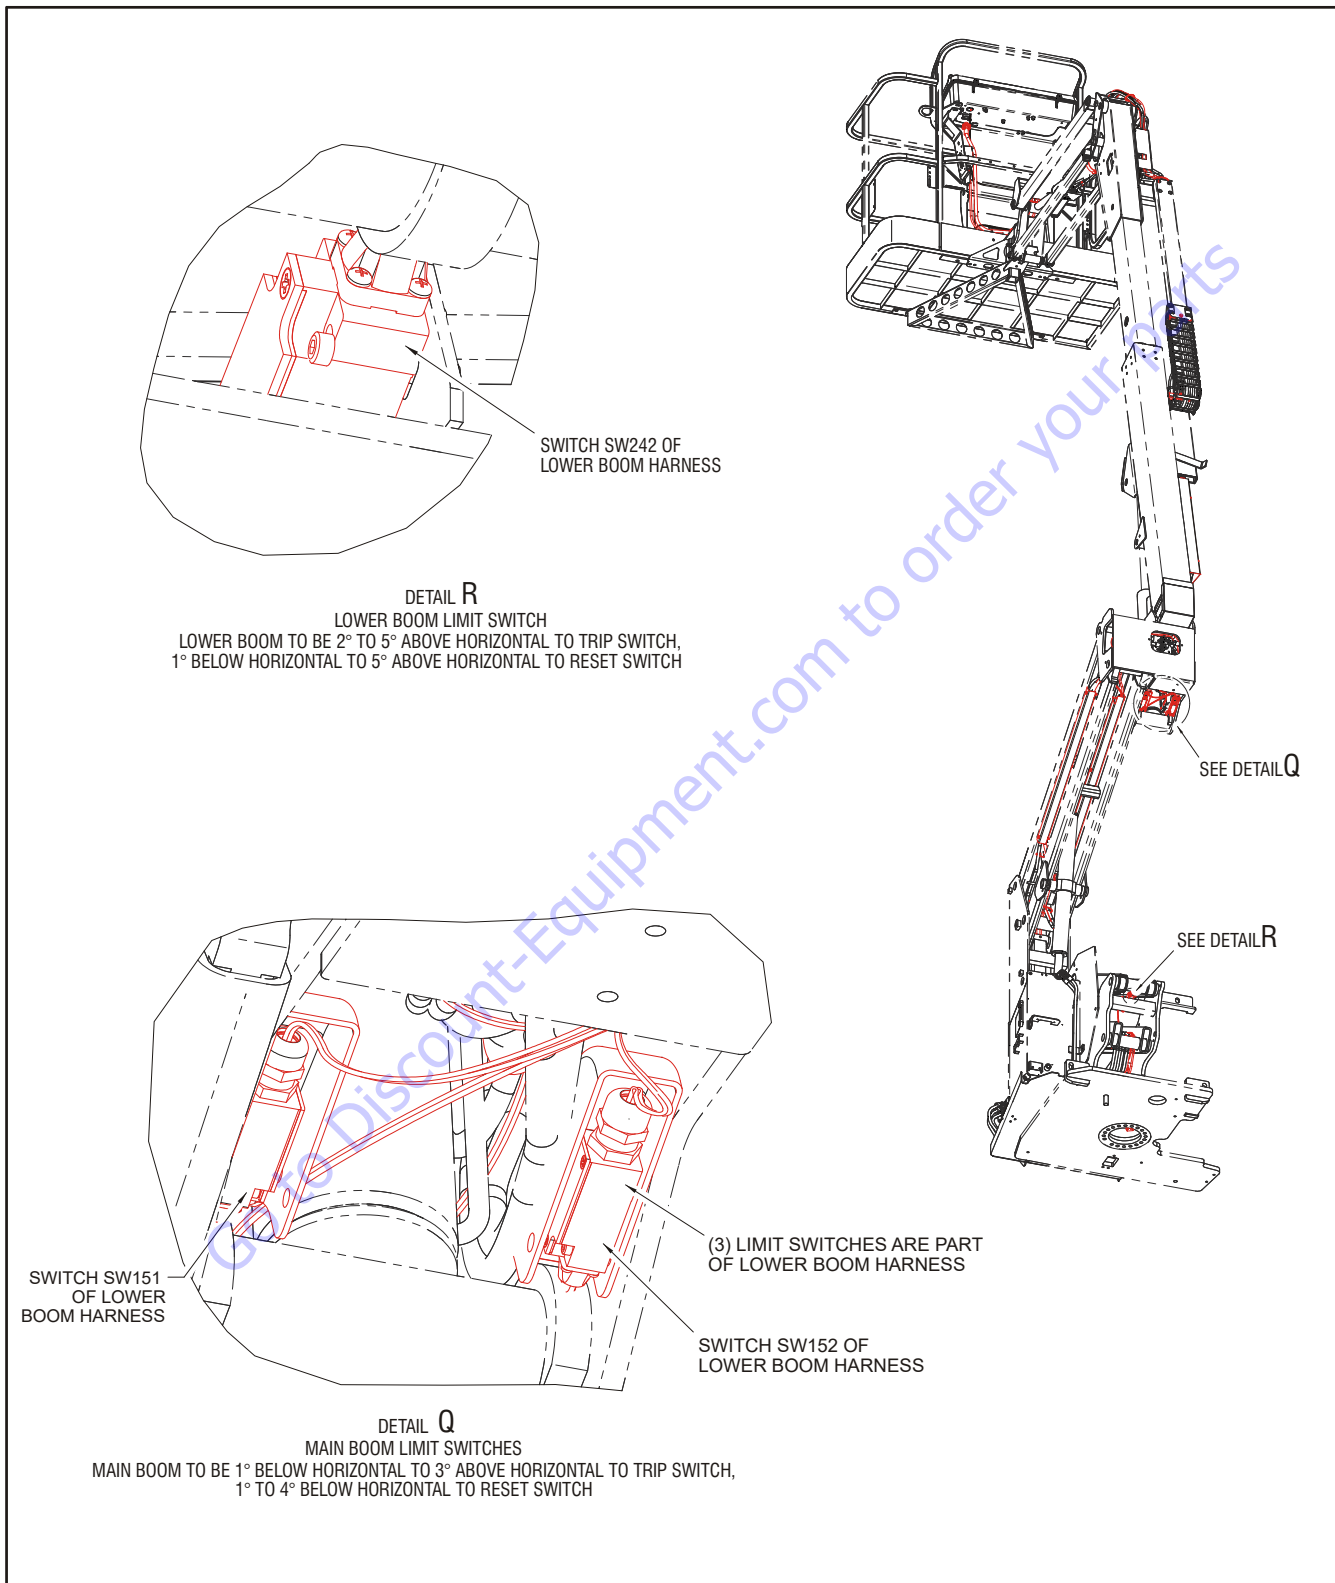 SWITCH SW242 OF
LOWER BOOM HARNESS
DETAIL R
LOWER BOOM LIMIT SWITCH
LOWER BOOM TO BE 2° TO 5° ABOVE HORIZONTAL TO TRIP SWITCH,
1° BELOW HORIZONTAL TO 5° ABOVE HORIZONTAL TO RESET SWITCH
SEE DETAIL Q
SEE DETAIL R
(3) LIMIT SWITCHES ARE PART
OF LOWER BOOM HARNESS
SWITCH SW151
OF LOWER
BOOM HARNESS
SWITCH SW152 OF
LOWER BOOM HARNESS
DETAIL Q
MAIN BOOM LIMIT SWITCHES
MAIN BOOM TO BE 1° BELOW HORIZONTAL TO 3° ABOVE HORIZONTAL TO TRIP SWITCH,
1° TO 4° BELOW HORIZONTAL TO RESET SWITCH
Go to Discount-Equipment.com to order your parts